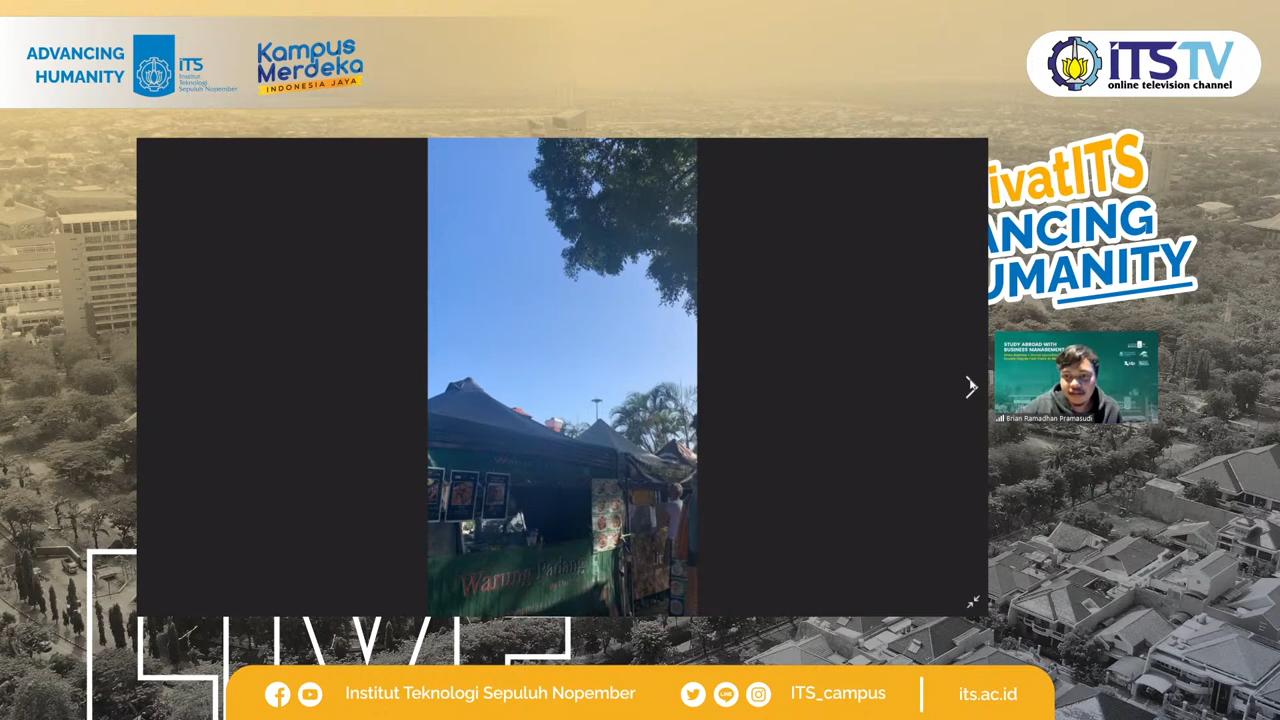 ADVANCING
HUMANITY
iTS
Institut
Teknologi
Sepuluh Nopember
Kampus
Merdeka
INDONESIA JAYA
iTSTV
online television channel
ivatITS
ANCING
UMANITY
STUDY ABROAD WITH
BUSINESS MANAGEMENT
Brian Ramadhan Pramasudi
Warung Padang
LIVE
Institut Teknologi Sepuluh Nopember
ITS_campus
its.ac.id